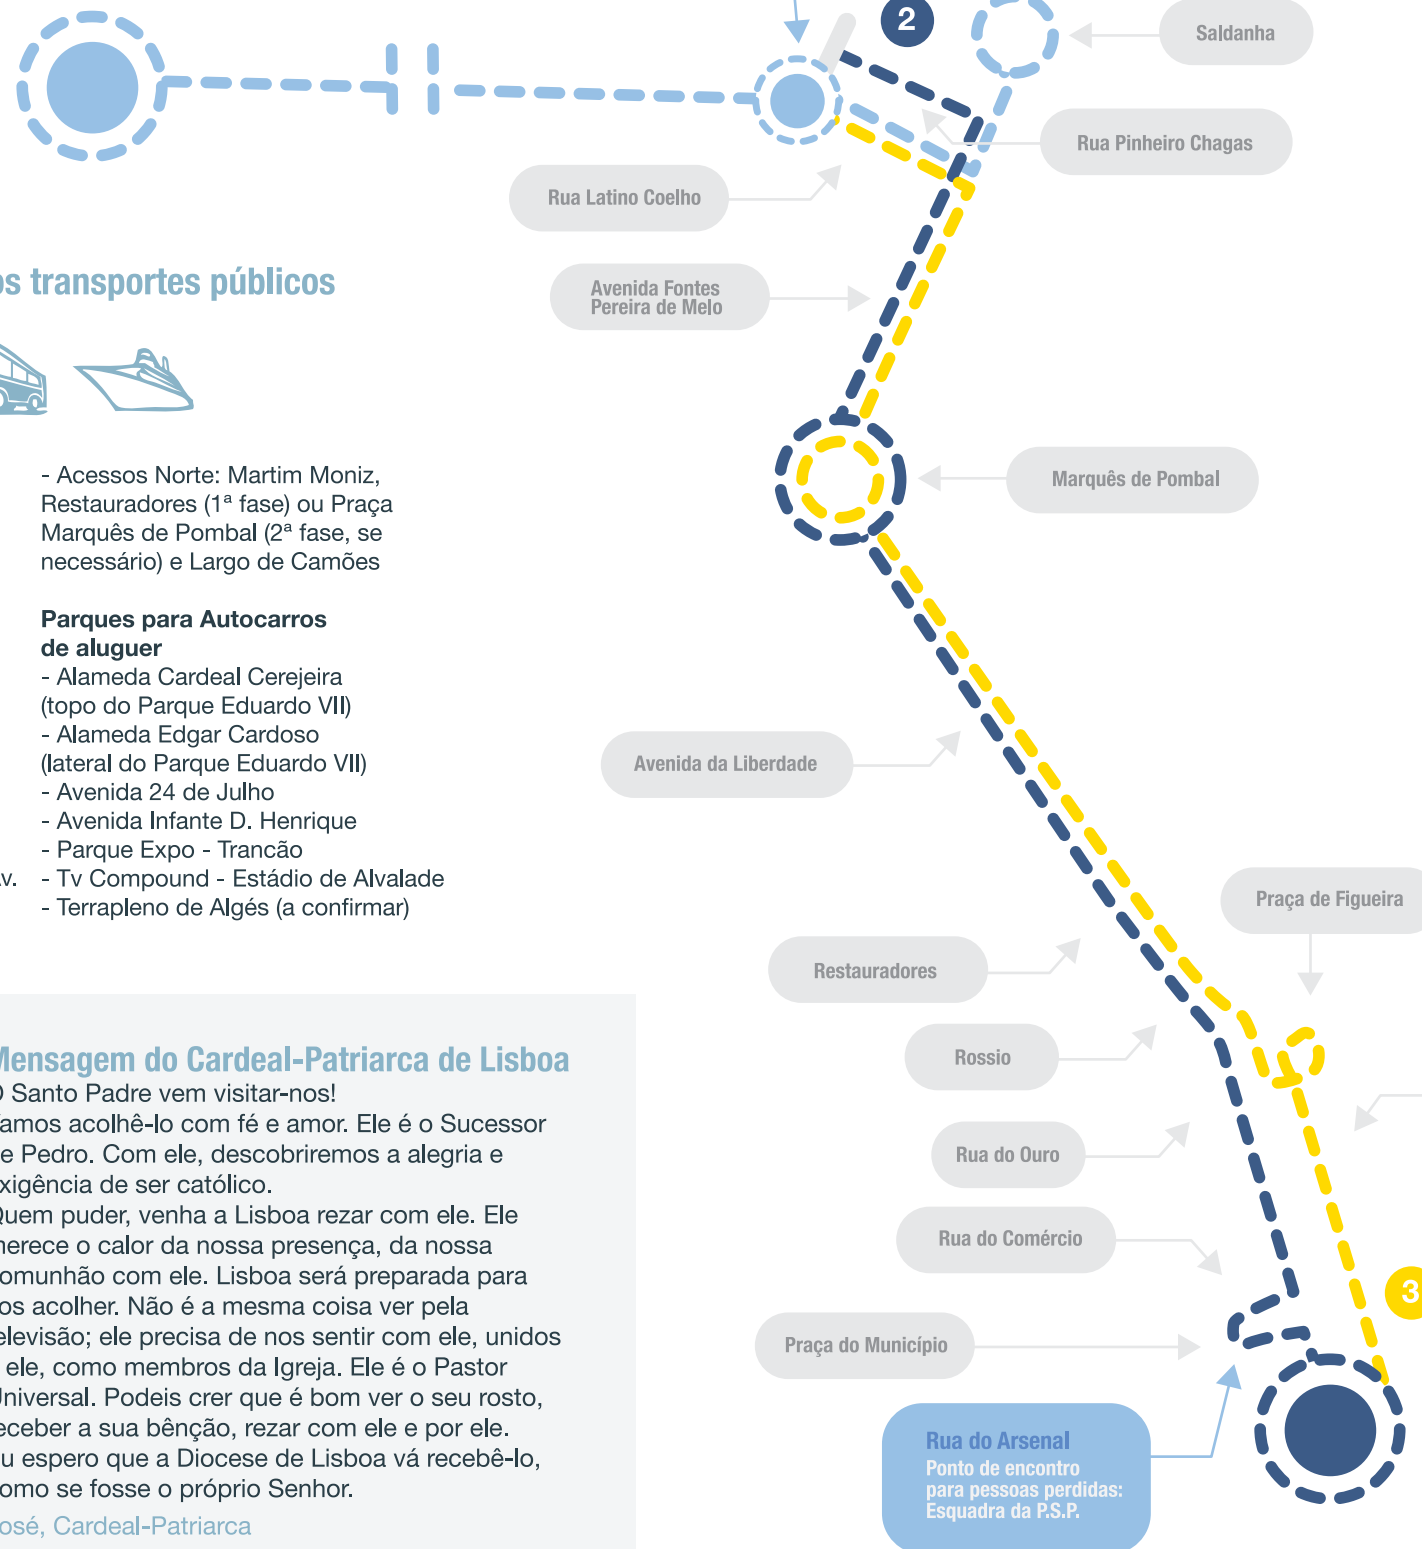 2
Saldanha
Rua Pinheiro Chagas
Rua Latino Coelho
os transportes públicos
Avenida Fontes
Pereira de Melo
Marquês de Pombal
- Acessos Norte: Martim Moniz,
Restauradores (1ª fase) ou Praça
Marquês de Pombal (2ª fase, se
necessário) e Largo de Camões
Parques para Autocarros
de aluguer
- Alameda Cardeal Cerejeira
(topo do Parque Eduardo VII)
- Alameda Edgar Cardoso
(lateral do Parque Eduardo VII)
- Avenida 24 de Julho
- Avenida Infante D. Henrique
- Parque Expo - Trancão
v. - Tv Compound - Estádio de Alvalade
- Terrapleno de Algés (a confirmar)
Avenida da Liberdade
Praça de Figueira
Restauradores
Rossio
Rua do Ouro
Rua do Comércio
3
Praça do Município
Rua do Arsenal
Ponto de encontro
para pessoas perdidas:
Esquadra da P.S.P.
Mensagem do Cardeal-Patriarca de Lisboa
O Santo Padre vem visitar-nos!
amos acolhê-lo com fé e amor. Ele é o Sucessor
e Pedro. Com ele, descobriremos a alegria e
xigência de ser católico.
Quem puder, venha a Lisboa rezar com ele. Ele
merece o calor da nossa presença, da nossa
omunhão com ele. Lisboa será preparada para
os acolher. Não é a mesma coisa ver pela
elevisão; ele precisa de nos sentir com ele, unidos
ele, como membros da Igreja. Ele é o Pastor
Universal. Podeis crer que é bom ver o seu rosto,
eceber a sua bênção, rezar com ele e por ele.
u espero que a Diocese de Lisboa vá recebê-lo,
omo se fosse o próprio Senhor.
osé, Cardeal-Patriarca